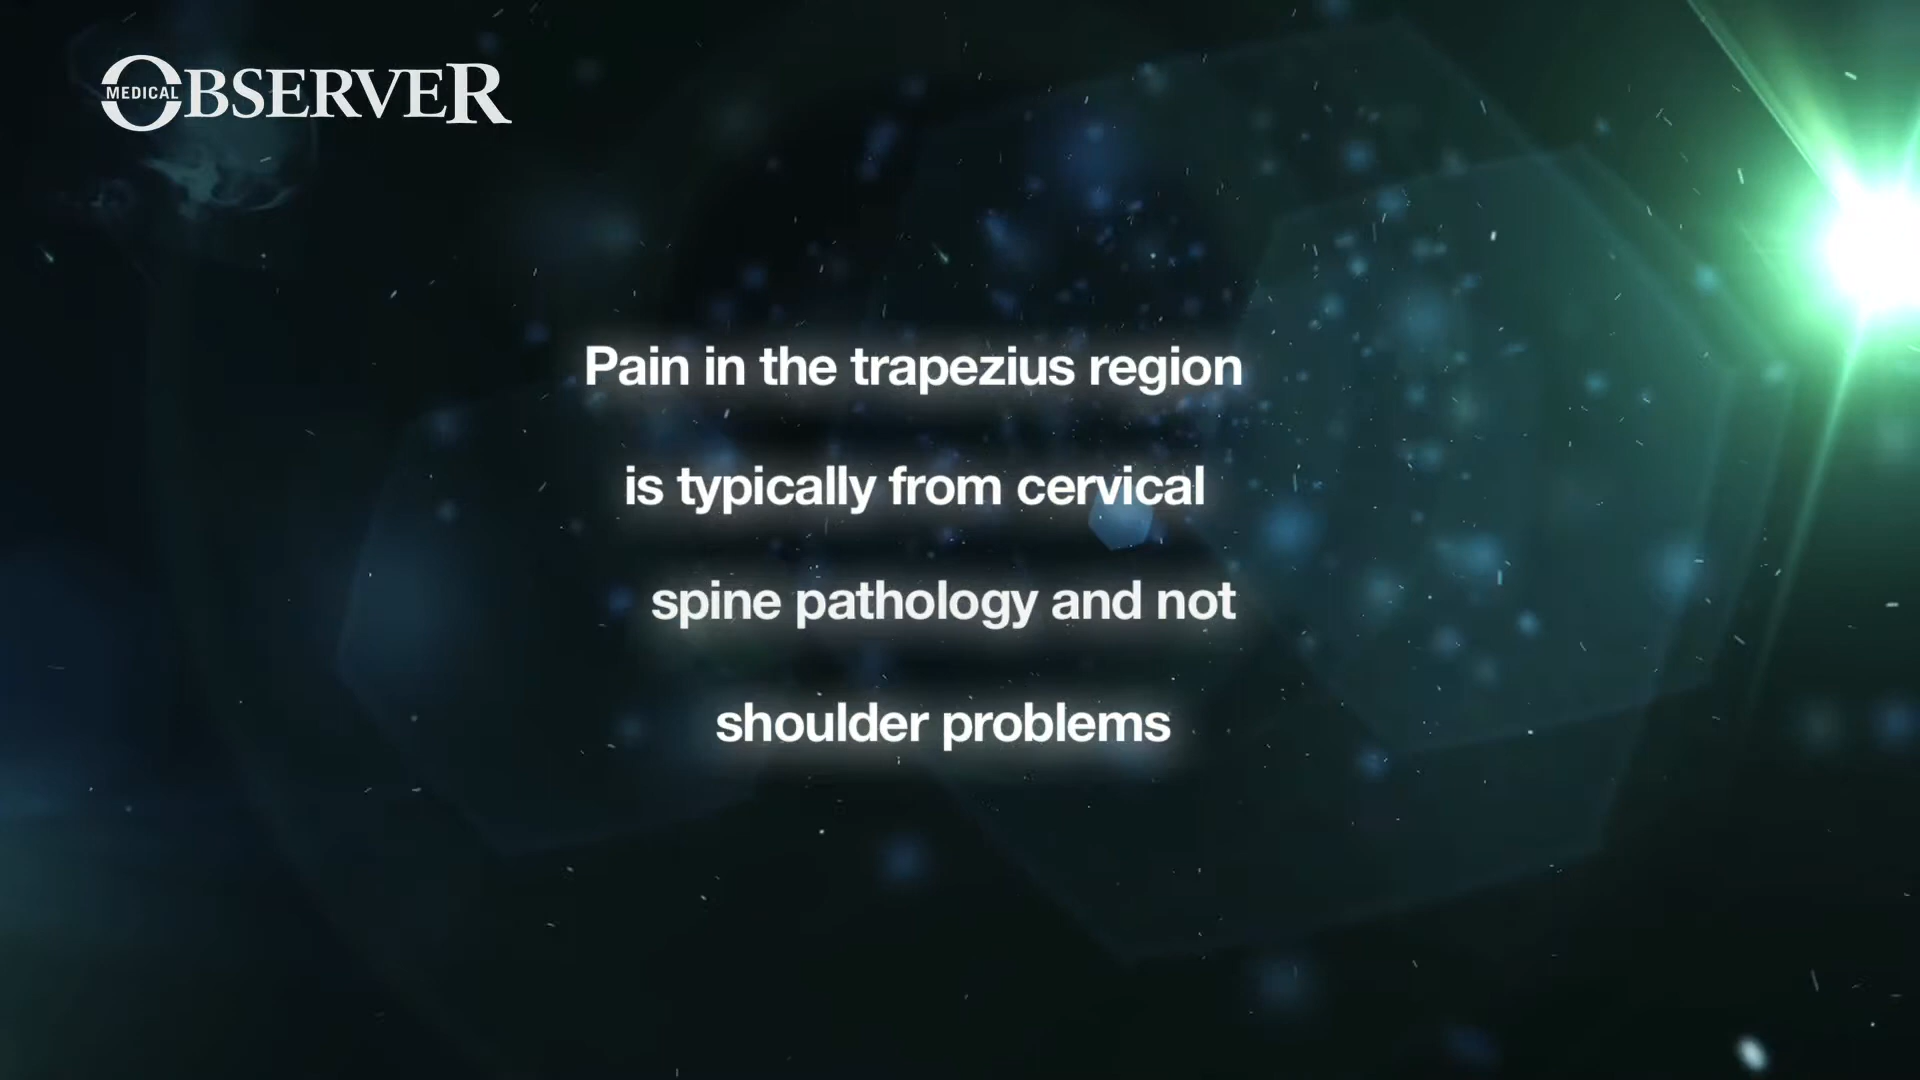 MEDICAL OBSERVER
Pain in the trapezius region
is typically from cervical
spine pathology and not
shoulder problems